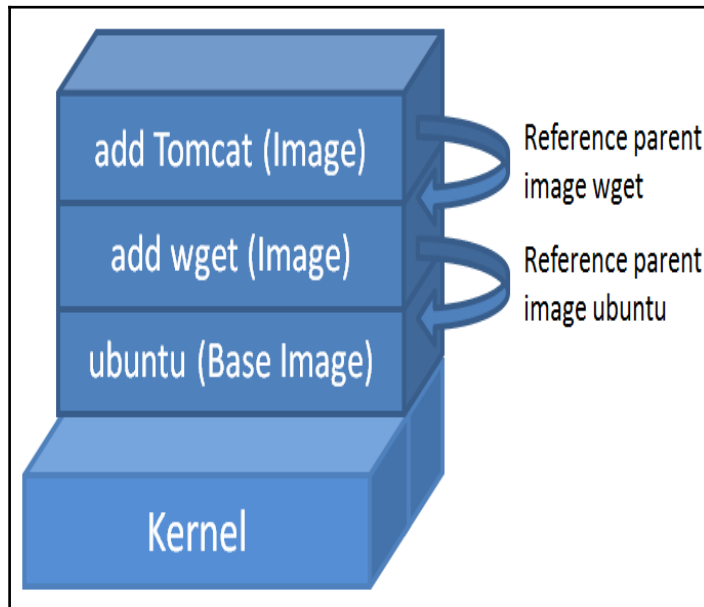 add Tomcat (Image)
Reference parent
image wget
add wget (Image)
Reference parent
image ubuntu
ubuntu (Base Image)
Kernel